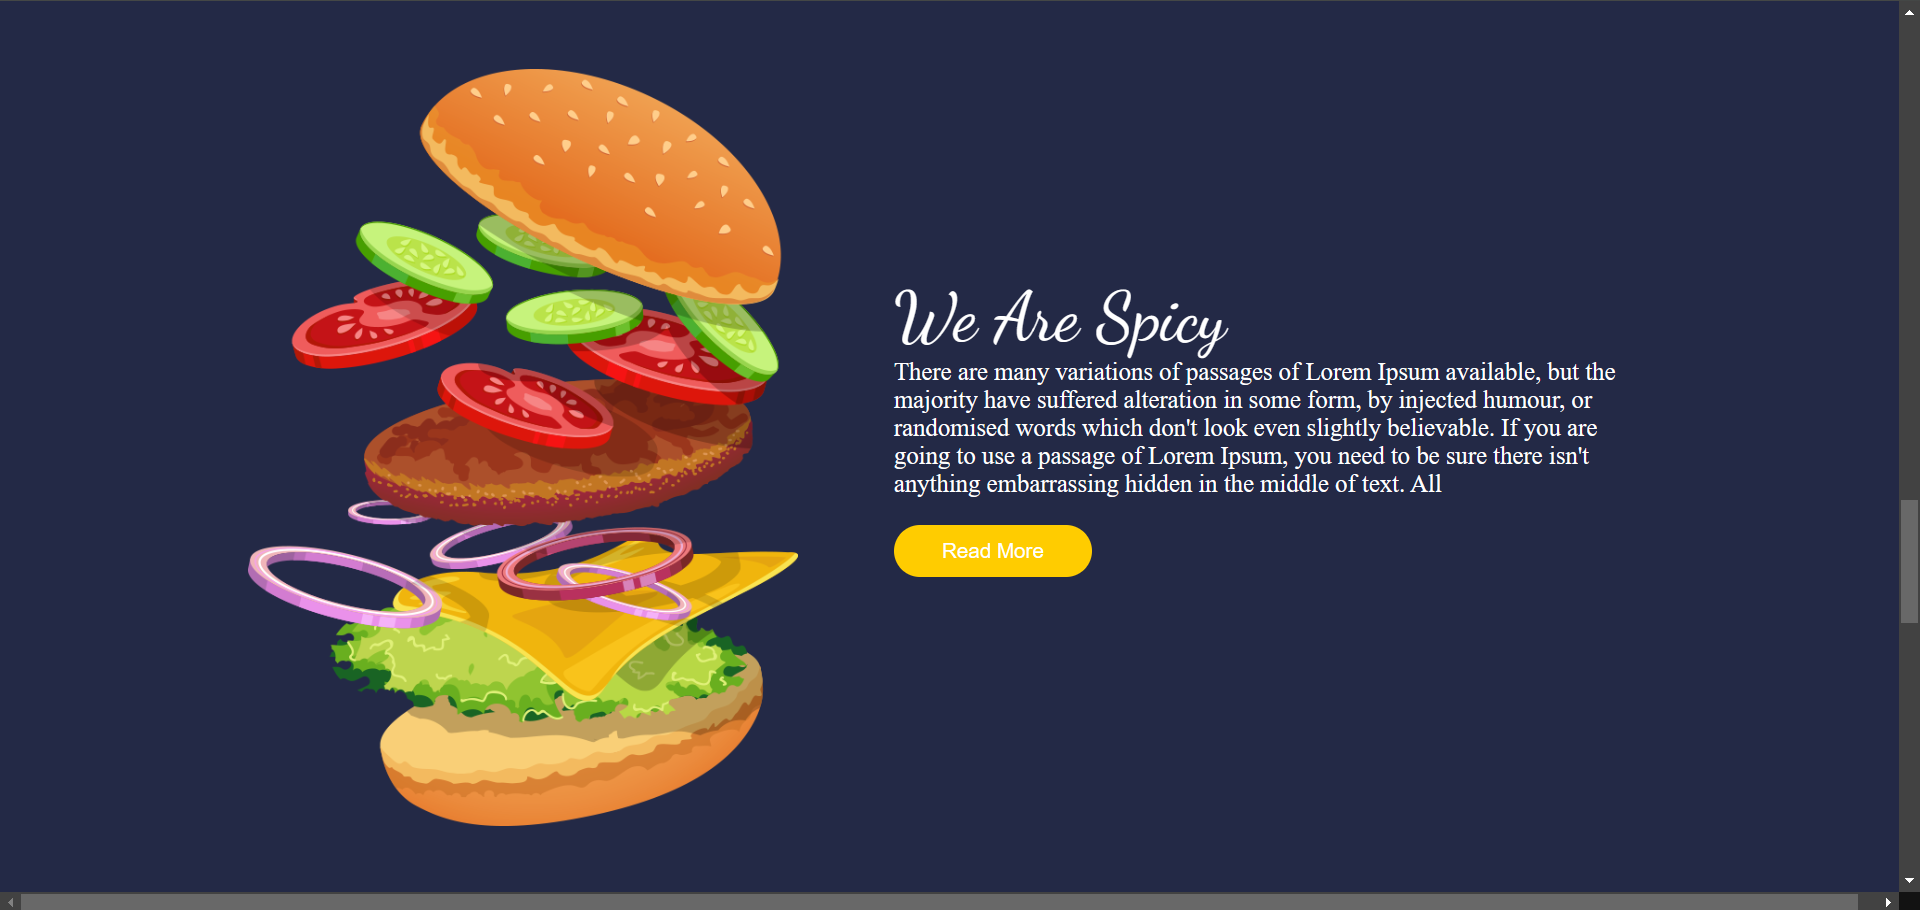 We Are Spicy
There are many variations of passages of Lorem Ipsum available, but the
majority have suffered alteration in some form, by injected humour, or
randomised words which don't look even slightly believable. If you are
going to use a passage of Lorem Ipsum, you need to be sure there isn't
anything embarrassing hidden in the middle of text. All
Read More